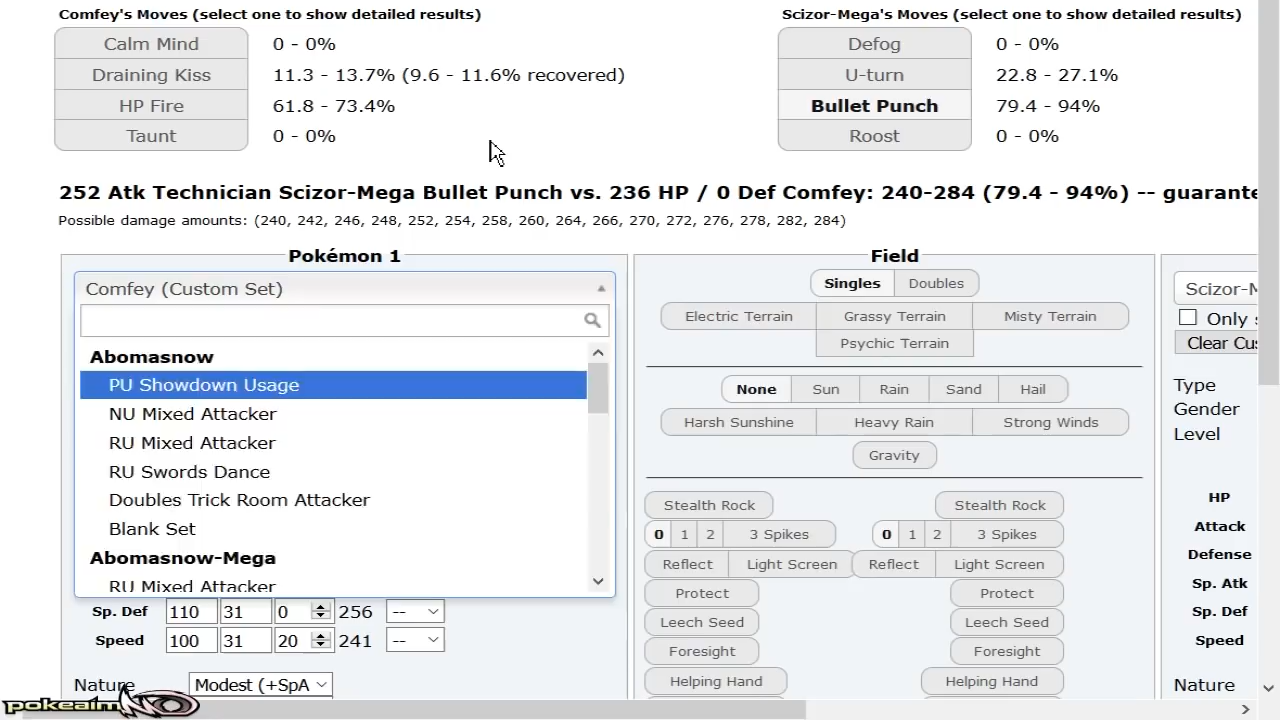 Comfey's Moves (select one to show detailed results)
Calm Mind 0 - 0%
Draining Kiss 11.3 - 13.7% (9.6 - 11.6% recovered)
HP Fire 61.8 - 73.4%
Taunt 0 - 0%
Scizor-Mega's Moves (select one to show detailed results)
Defog 0 - 0%
U-turn 22.8 - 27.1%
Bullet Punch 79.4 - 94%
Roost 0 - 0%
252 Atk Technician Scizor-Mega Bullet Punch vs. 236 HP / 0 Def Comfey: 240-284 (79.4 - 94%) -- guarante
Possible damage amounts: (240, 242, 246, 248, 252, 254, 258, 260, 264, 266, 270, 272, 276, 278, 282, 284)
Pokémon 1
Comfey (Custom Set)
Abomasnow
PU Showdown Usage
NU Mixed Attacker
RU Mixed Attacker
RU Swords Dance
Doubles Trick Room Attacker
Blank Set
Abomasnow-Mega
RU Mixed Attacker
Sp. Def 110 31 0 256 --
Speed 100 31 20 241 --
Nature Modest (+SpA
Field
Singles Doubles
Electric Terrain Grassy Terrain Misty Terrain
Psychic Terrain
None Sun Rain Sand Hail
Harsh Sunshine Heavy Rain Strong Winds
Gravity
Stealth Rock Stealth Rock
0 1 2 3 Spikes 0 1 2 3 Spikes
Reflect Light Screen Reflect Light Screen
Protect Protect
Leech Seed Leech Seed
Foresight Foresight
Helping Hand Helping Hand
Scizor-M
Only s
Clear Cus
Type
Gender
Level
HP
Attack
Defense
Sp. Atk
Sp. Def
Speed
Nature
pokeaimMD